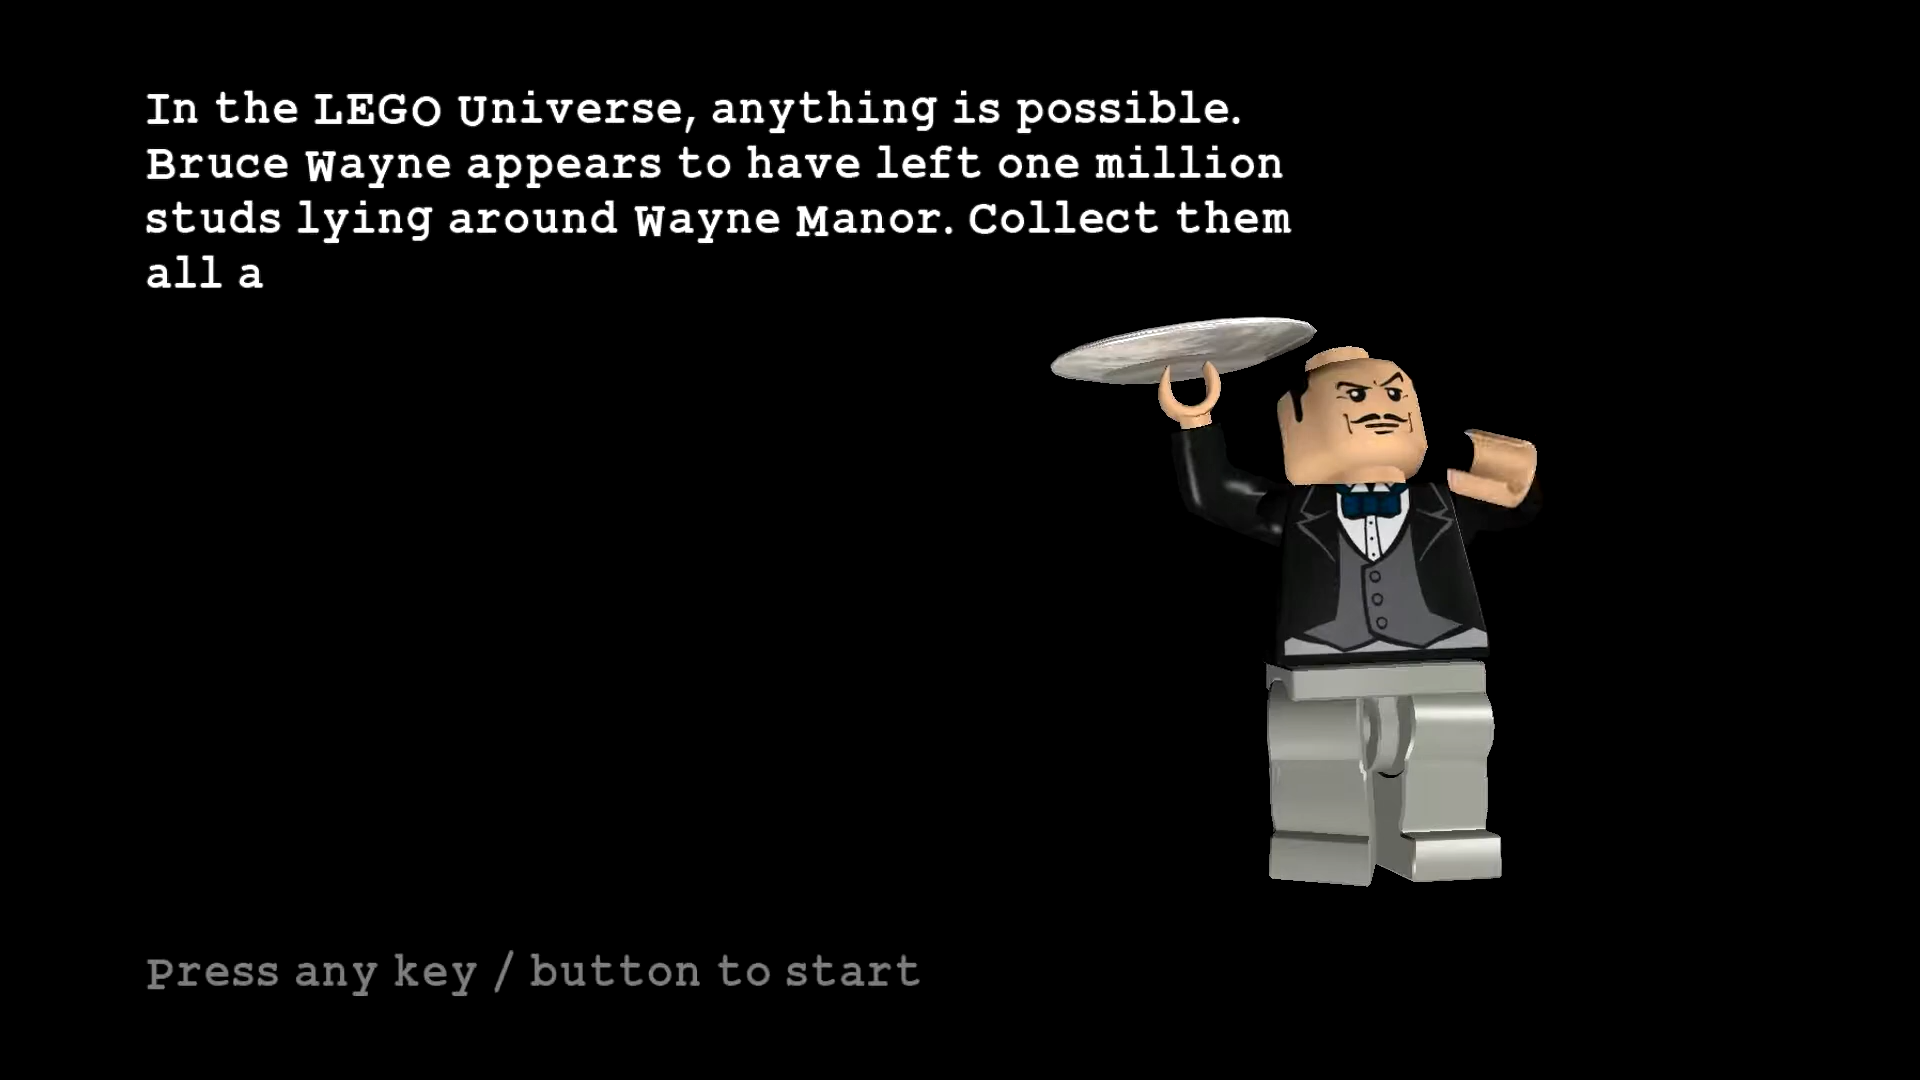 In the LEGO Universe, anything is possible.
Bruce Wayne appears to have left one million
studs lying around Wayne Manor. Collect them
all a
Press any key / button to start